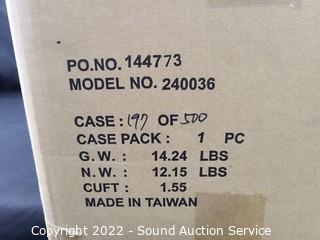 PO.NO. 144773
MODEL NO. 240036
CASE : 197 OF 500
CASE PACK : 1 PC
G. W. : 14.24 LBS
N. W. : 12.15 LBS
CUFT : 1.55
MADE IN TAIWAN
Copyright 2022 - Sound Auction Service